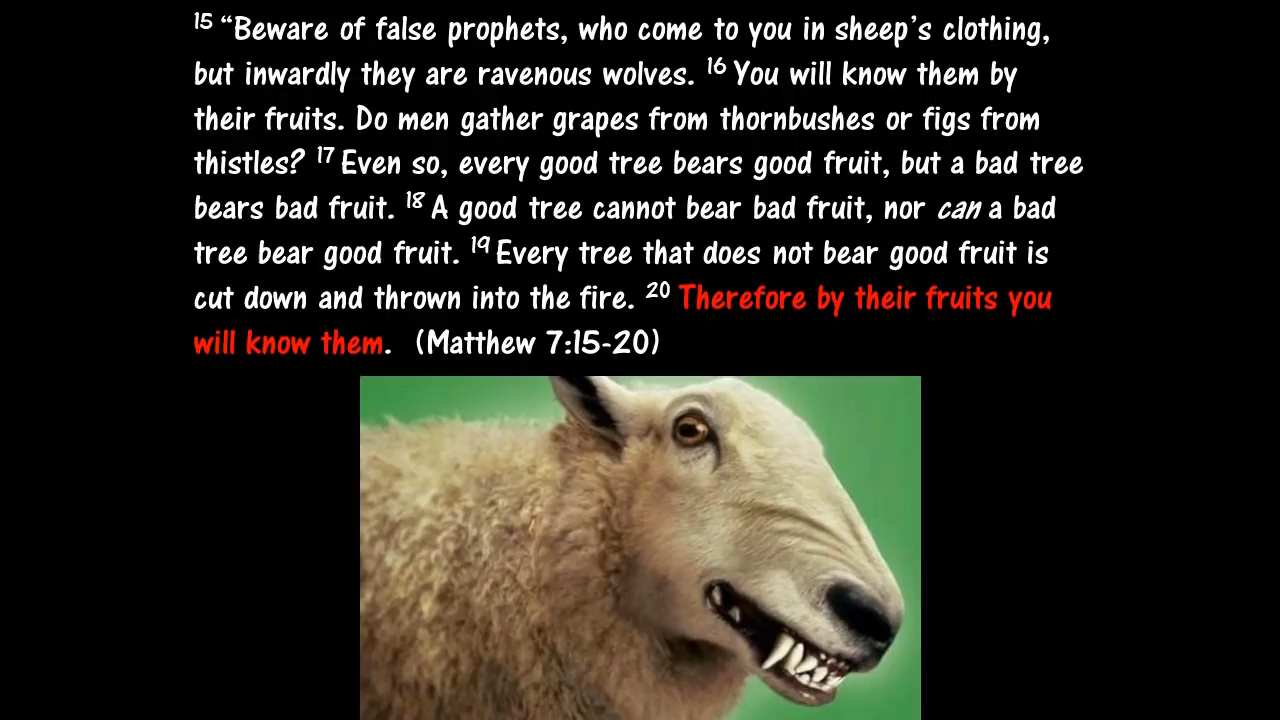 15 “Beware of false prophets, who come to you in sheep’s clothing,
but inwardly they are ravenous wolves. 16 You will know them by
their fruits. Do men gather grapes from thornbushes or figs from
thistles? 17 Even so, every good tree bears good fruit, but a bad tree
bears bad fruit. 18 A good tree cannot bear bad fruit, nor can a bad
tree bear good fruit. 19 Every tree that does not bear good fruit is
cut down and thrown into the fire. 20 Therefore by their fruits you
will know them. (Matthew 7:15-20)